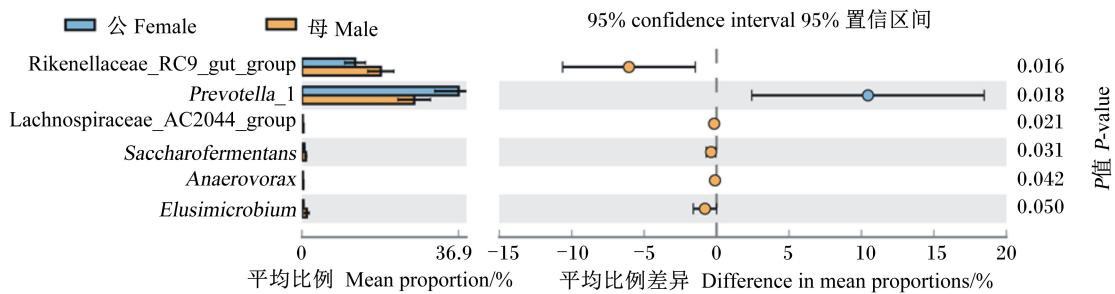 公 Female 母 Male 95% confidence interval 95% 置信区间
Rikenellaceae_RC9_gut_group 0.016
Prevotella_1 0.018
Lachnospiraceae_AC2044_group 0.021
Saccharofermentans 0.031
Anaerovorax 0.042
Elusimicrobium 0.050
P值 P-value
0 36.9 −15 −10 −5 0 5 10 15 20
平均比例 Mean proportion/% 平均比例差异 Difference in mean proportions/%